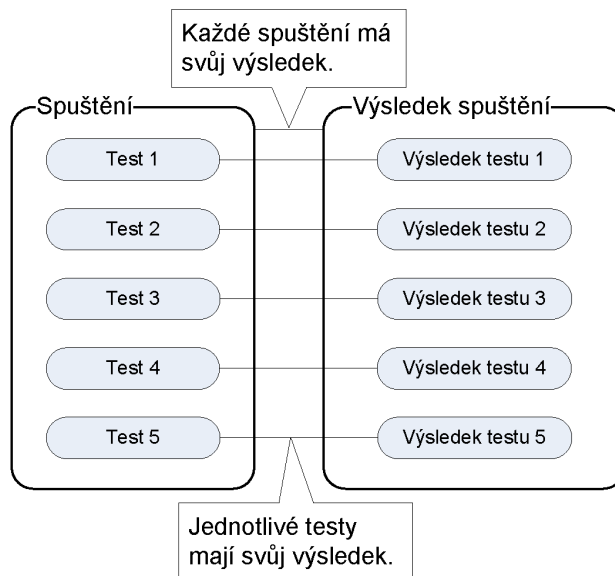 Každé spuštění má
svůj výsledek.
Spuštění
Výsledek spuštění
Test 1
Výsledek testu 1
Test 2
Výsledek testu 2
Test 3
Výsledek testu 3
Test 4
Výsledek testu 4
Test 5
Výsledek testu 5
Jednotlivé testy
mají svůj výsledek.